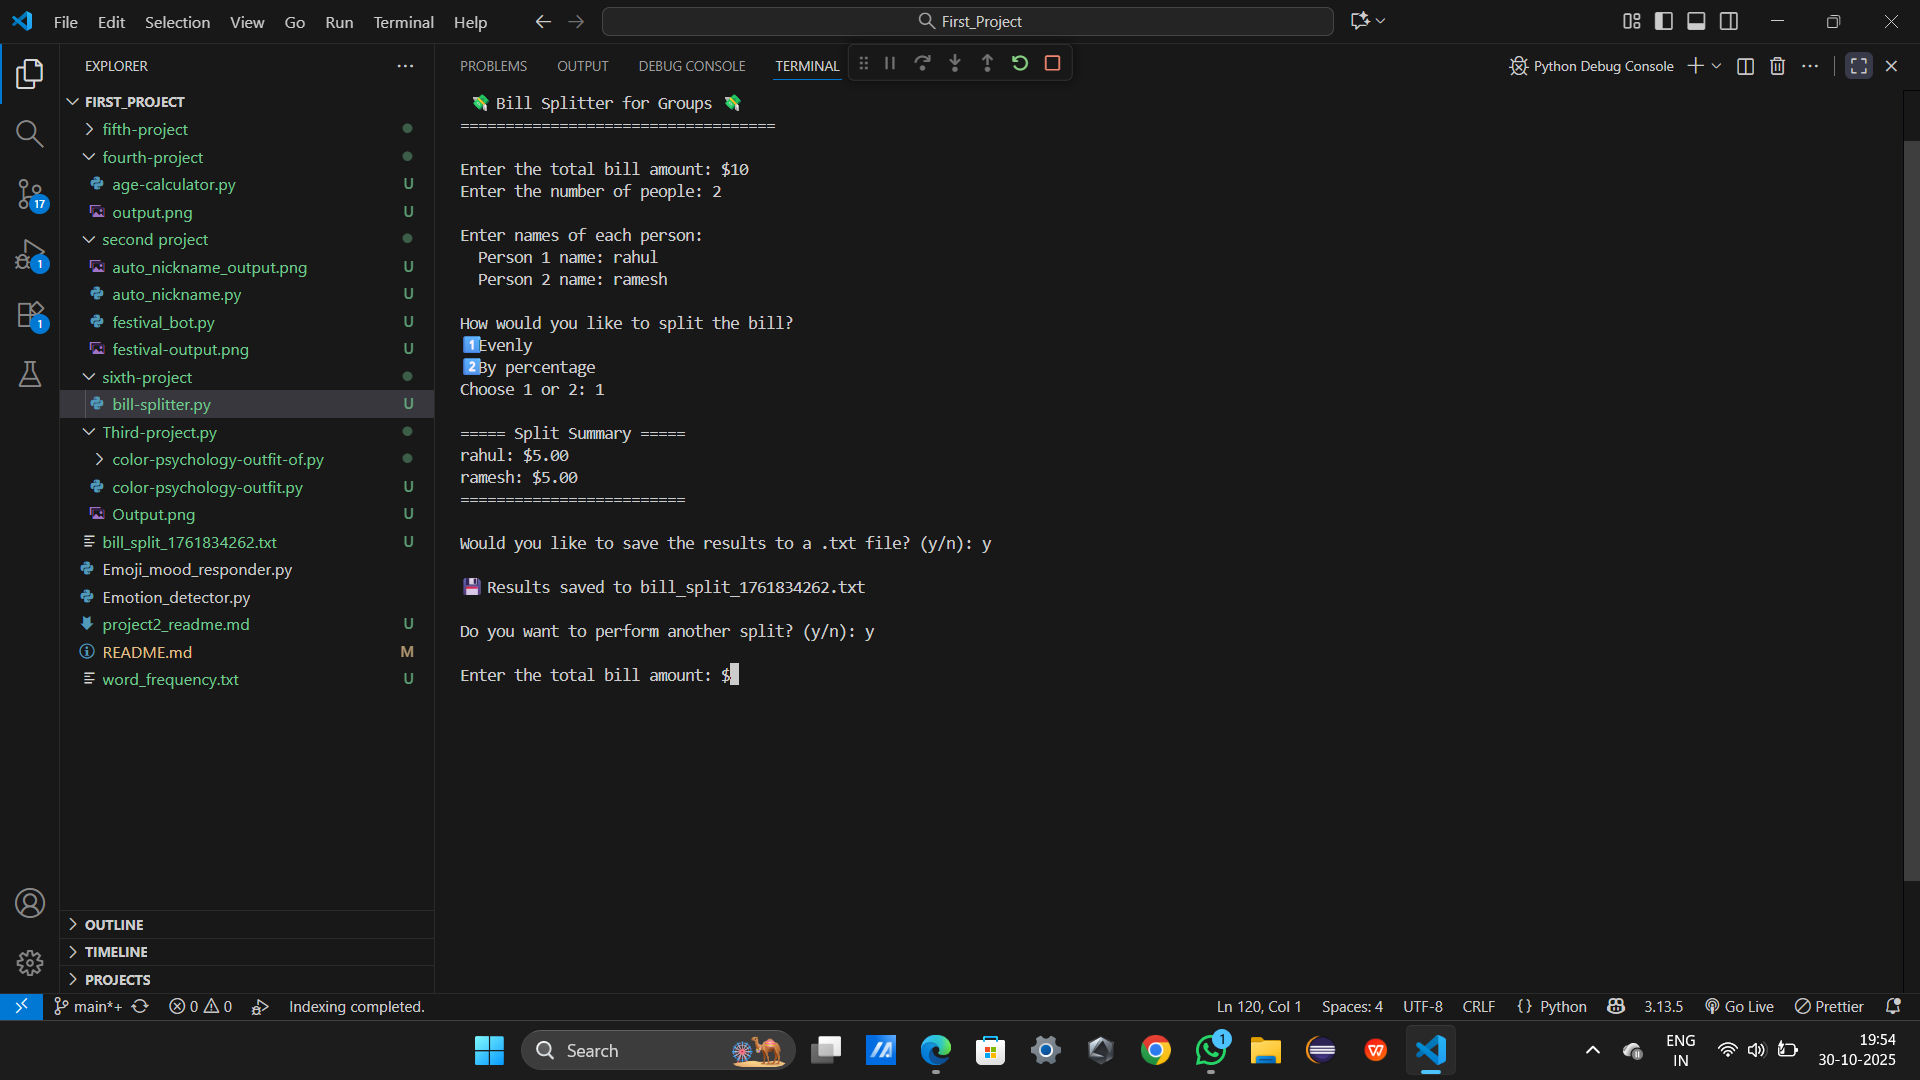 File Edit Selection View Go Run Terminal Help
First_Project
EXPLORER
FIRST_PROJECT
fifth-project
fourth-project
age-calculator.py U
output.png U
second project
auto_nickname_output.png U
auto_nickname.py U
festival_bot.py U
festival-output.png U
sixth-project
bill-splitter.py U
Third-project.py
color-psychology-outfit-of.py
color-psychology-outfit.py U
Output.png U
bill_split_1761834262.txt U
Emoji_mood_responder.py
Emotion_detector.py
project2_readme.md U
README.md M
word_frequency.txt U
OUTLINE
TIMELINE
PROJECTS
17
1
1
PROBLEMS OUTPUT DEBUG CONSOLE TERMINAL
Python Debug Console
💸 Bill Splitter for Groups 💸
===================================
Enter the total bill amount: $10
Enter the number of people: 2
Enter names of each person:
Person 1 name: rahul
Person 2 name: ramesh
How would you like to split the bill?
1️⃣Evenly
2️⃣By percentage
Choose 1 or 2: 1
===== Split Summary =====
rahul: $5.00
ramesh: $5.00
=========================
Would you like to save the results to a .txt file? (y/n): y
💾 Results saved to bill_split_1761834262.txt
Do you want to perform another split? (y/n): y
Enter the total bill amount: $
main*+ 0 0 Indexing completed. Ln 120, Col 1 Spaces: 4 UTF-8 CRLF {} Python 3.13.5 Go Live Prettier
Search
1
W
ENG
IN
19:54
30-10-2025